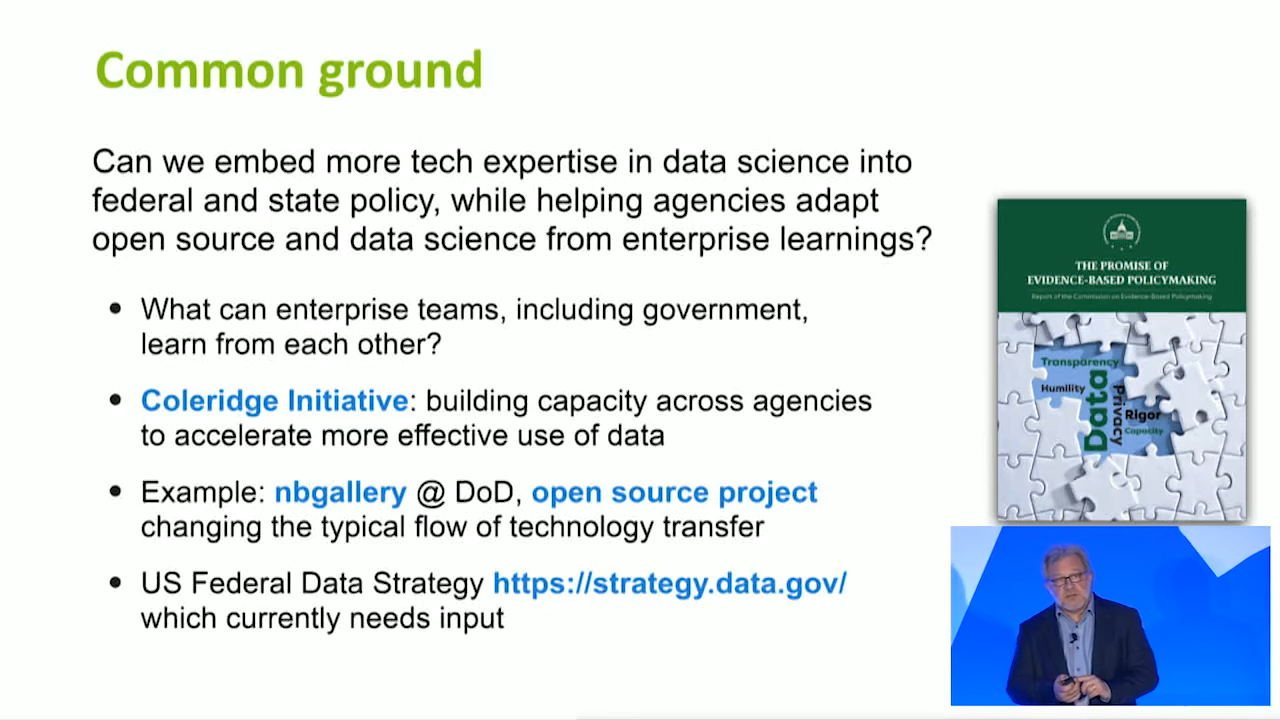 Common ground
Can we embed more tech expertise in data science into
federal and state policy, while helping agencies adapt
open source and data science from enterprise learnings?
• What can enterprise teams, including government,
learn from each other?
• Coleridge Initiative: building capacity across agencies
to accelerate more effective use of data
• Example: nbgallery @ DoD, open source project
changing the typical flow of technology transfer
• US Federal Data Strategy https://strategy.data.gov/
which currently needs input
THE PROMISE OF
EVIDENCE-BASED POLICYMAKING
Report of the Commission on Evidence-Based Policymaking
Transparency
Humility
Data
Privacy
Rigor
Capacity